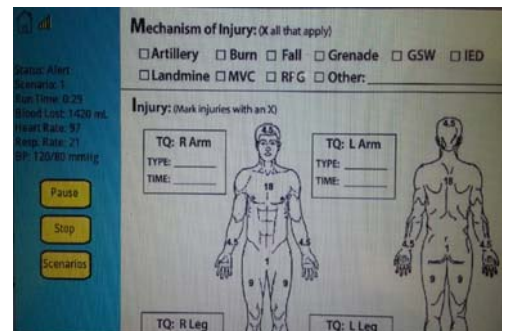 Status: Alert
Scenario: 1
Run Time: 0:25
Blood Lost: 1420 mL
Heart Rate: 97
Resp. Rate: 21
BP: 120/80 mmHg
Pause
Stop
Scenarios
Mechanism of Injury: (X all that apply)
□ Artillery □ Burn □ Fall □ Grenade □ GSW □ IED
□ Landmine □ MVC □ RFG □ Other:
Injury: (Mark injuries with an X)
TQ: R Arm
TYPE:
TIME:
4.5
18
4.5
4.5
1
9
9
TQ: L Arm
TYPE:
TIME:
4.5
18
4.5
4.5
1
9
9
TQ: R Leg
TQ: L Leg